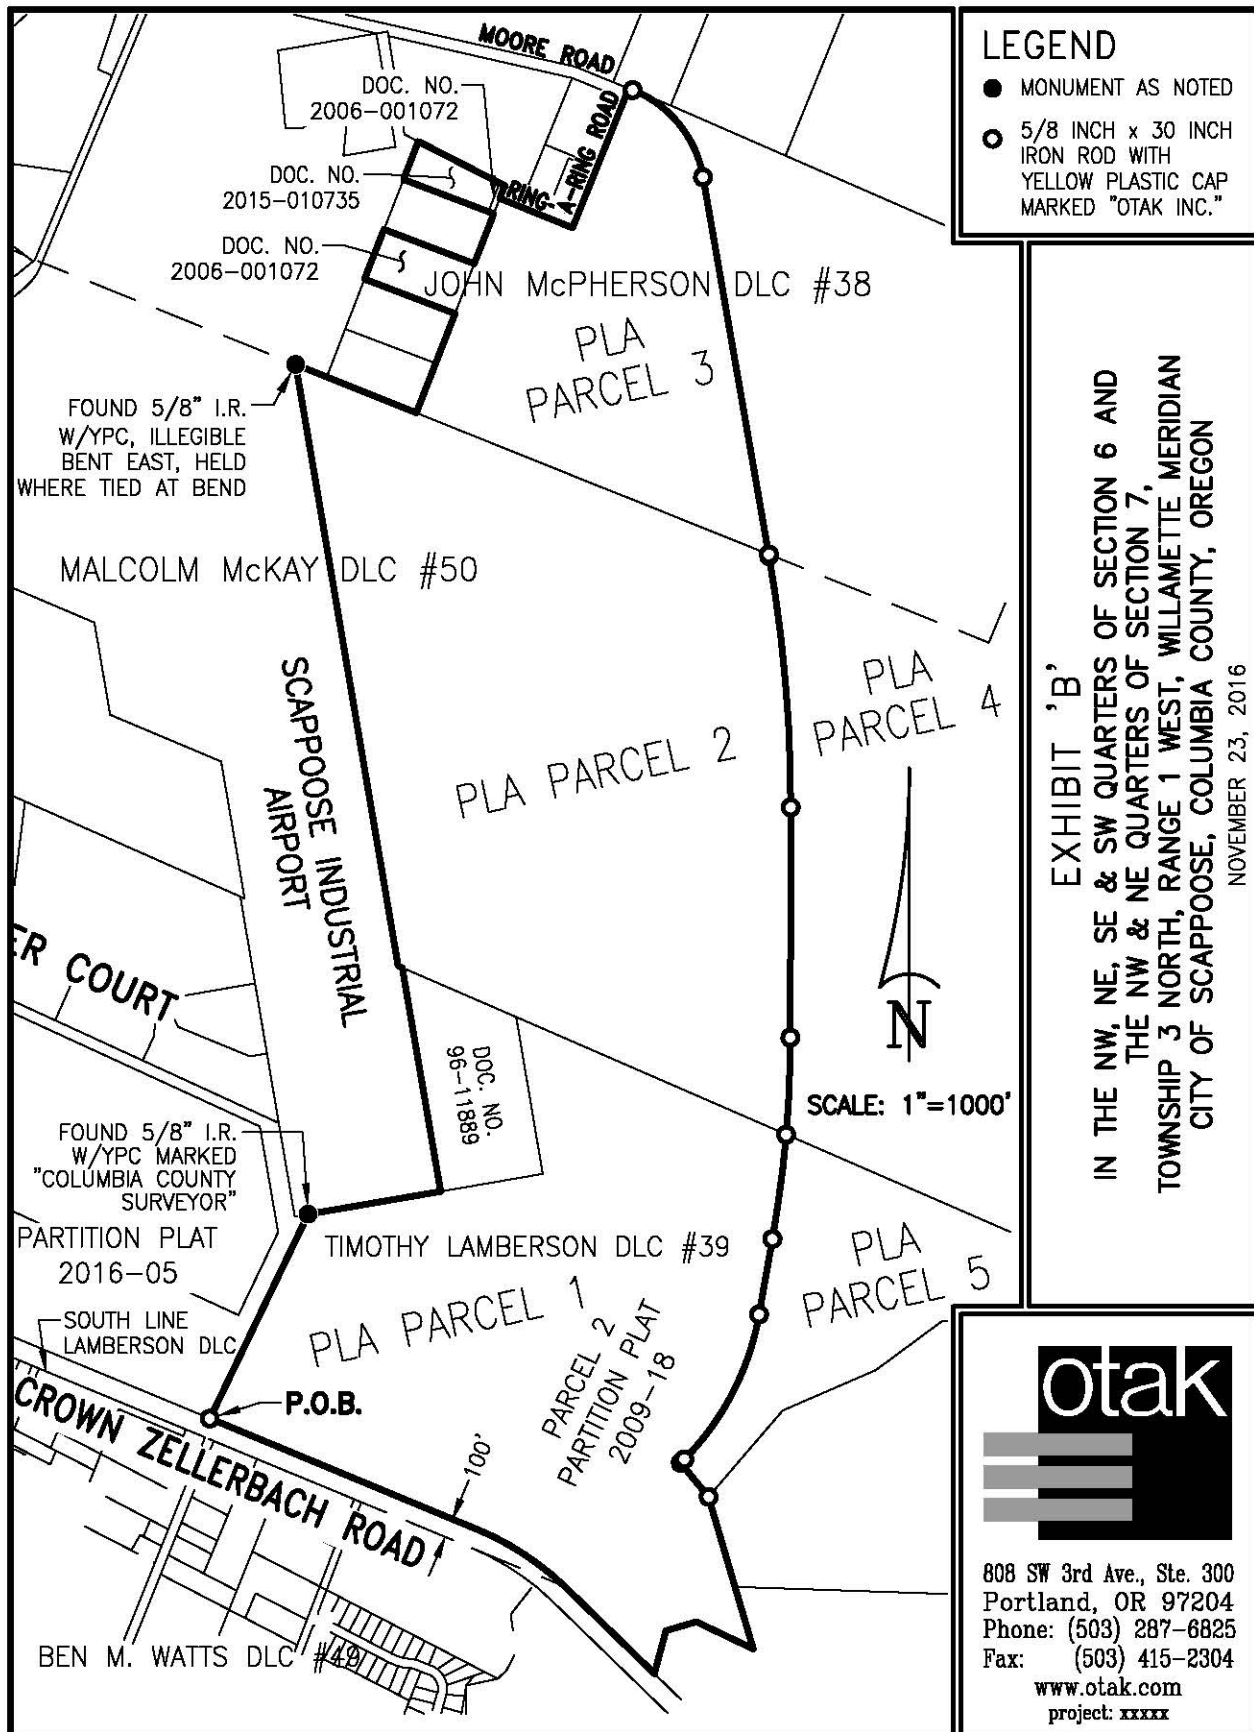 MOORE ROAD
DOC. NO.
2006-001072
DOC. NO.
2015-010735
DOC. NO.
2006-001072
RING-A-RING ROAD
JOHN McPHERSON DLC #38
PLA
PARCEL 3
FOUND 5/8" I.R.
W/YPC, ILLEGIBLE
BENT EAST, HELD
WHERE TIED AT BEND
MALCOLM McKAY DLC #50
SCAPPOOSE INDUSTRIAL
AIRPORT
PLA PARCEL 2
PLA
PARCEL 4
N
SCALE: 1"=1000'
ER COURT
DOC. NO.
96-11889
FOUND 5/8" I.R.
W/YPC MARKED
"COLUMBIA COUNTY
SURVEYOR"
PARTITION PLAT
2016-05
TIMOTHY LAMBERSON DLC #39
SOUTH LINE
LAMBERSON DLC
PLA PARCEL 1
PARCEL 2
PARTITION PLAT
2009-18
PLA
PARCEL 5
P.O.B.
100'
CROWN ZELLERBACH ROAD
BEN M. WATTS DLC #49
LEGEND
MONUMENT AS NOTED
5/8 INCH x 30 INCH
IRON ROD WITH
YELLOW PLASTIC CAP
MARKED "OTAK INC."
EXHIBIT 'B'
IN THE NW, NE, SE & SW QUARTERS OF SECTION 6 AND
THE NW & NE QUARTERS OF SECTION 7,
TOWNSHIP 3 NORTH, RANGE 1 WEST, WILLAMETTE MERIDIAN
CITY OF SCAPPOOSE, COLUMBIA COUNTY, OREGON
NOVEMBER 23, 2016
otak
808 SW 3rd Ave., Ste. 300
Portland, OR 97204
Phone: (503) 287-6825
Fax: (503) 415-2304
www.otak.com
project: xxxxx